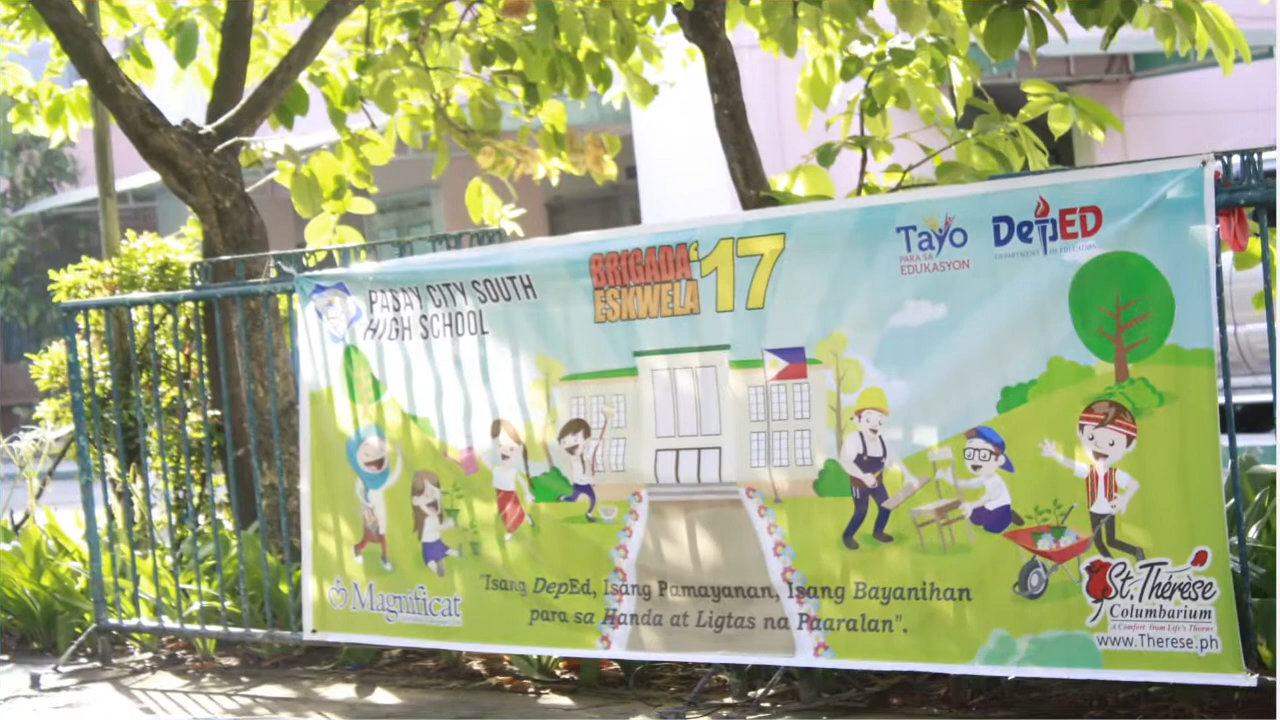 PASAY CITY SOUTH
HIGH SCHOOL
BRIGADA
ESKWELA
'17
Tayo
PARA SA
EDUKASYON
DepED
DEPARTMENT OF EDUCATION
"Isang DepEd, Isang Pamayanan, Isang Bayanihan
para sa Handa at Ligtas na Paaralan".
Magnificat
St. Thérèse
Columbarium
A Comfort from Life's Thorns
www.Therese.ph